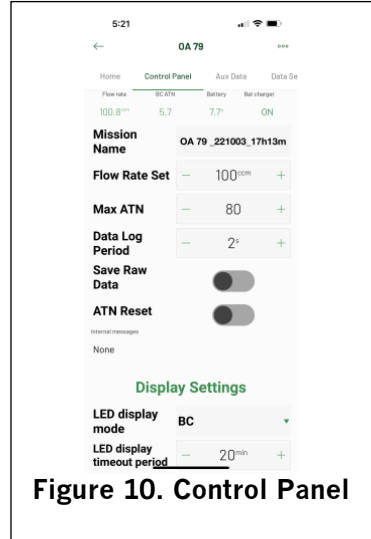 5:21
← OA 79 ooo
Home Control Panel Aux Data Data Se
Flow rate BC ATN Battery Bat charger
100.8ccm 5.7 7.7v ON
Mission Name OA 79 _221003_17h13m
Flow Rate Set − 100ccm +
Max ATN − 80 +
Data Log Period − 2s +
Save Raw Data
ATN Reset
Internal messages
None
Display Settings
LED display mode BC
LED display timeout period − 20min +
Figure 10. Control Panel